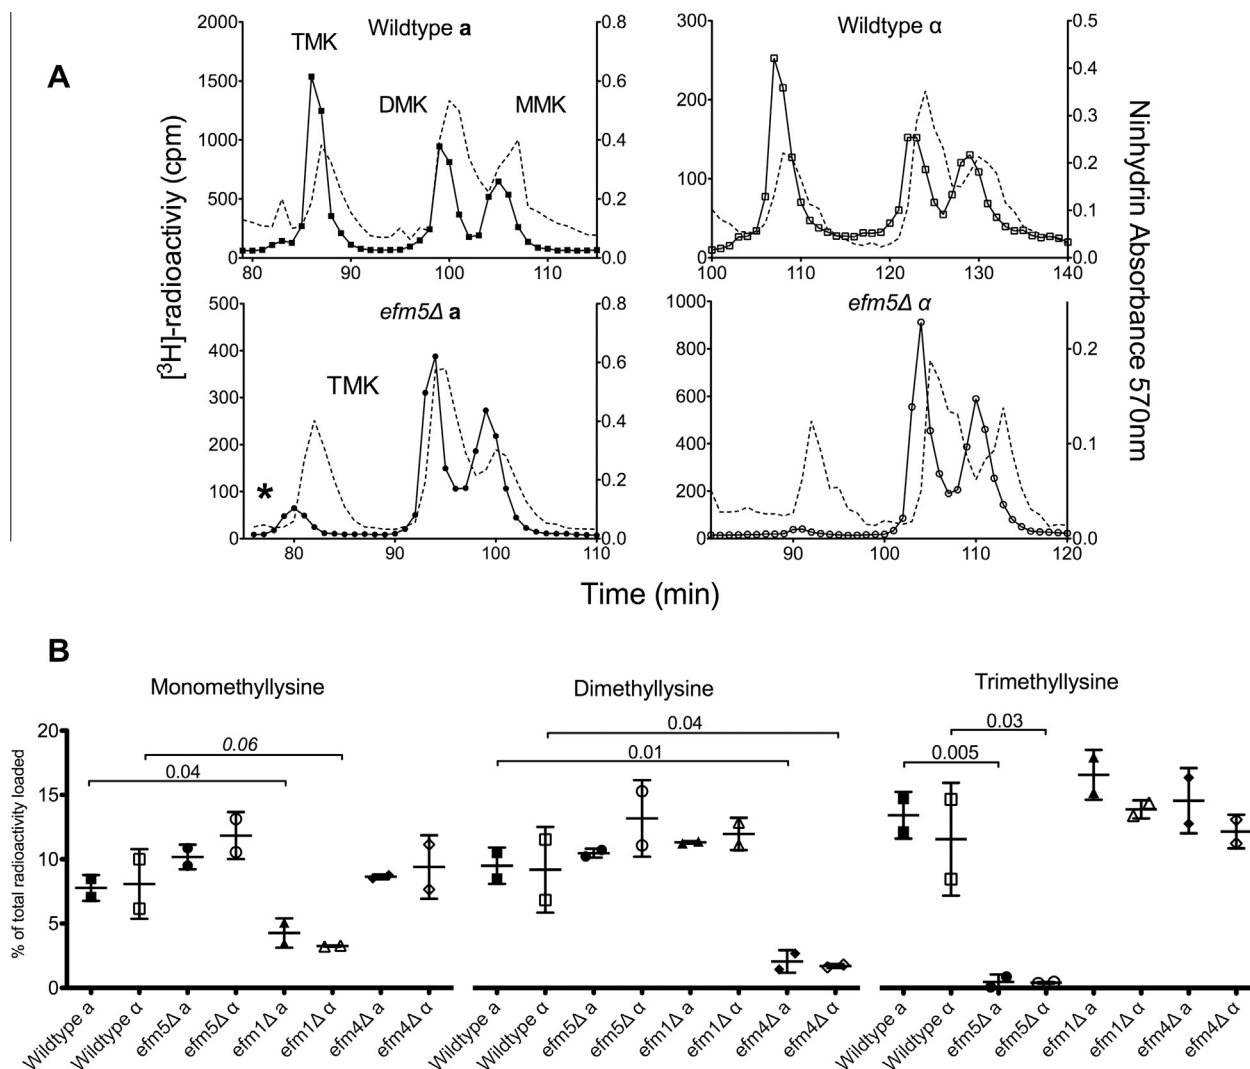 A
Wildtype a
TMK
DMK
MMK
2000
1500
1000
500
0
0.8
0.6
0.4
0.2
0.0
80
90
100
110
Wildtype α
300
200
100
0
0.5
0.4
0.3
0.2
0.1
0.0
100
110
120
130
140
[³H]-radioactiviy (cpm)
Ninhydrin Absorbance 570nm
efm5Δ a
TMK
*
500
400
300
200
100
0
0.8
0.6
0.4
0.2
0.0
80
90
100
110
efm5Δ α
1000
800
600
400
200
0
0.2
0.1
0.0
90
100
110
120
Time (min)
B
Monomethyllysine
Dimethyllysine
Trimethyllysine
% of total radioactivity loaded
20
15
10
5
0
0.06
0.04
0.04
0.01
0.03
0.005
Wildtype a
Wildtype α
efm5Δ a
efm5Δ α
efm1Δ a
efm1Δ α
efm4Δ a
efm4Δ α
Wildtype a
Wildtype α
efm5Δ a
efm5Δ α
efm1Δ a
efm1Δ α
efm4Δ a
efm4Δ α
Wildtype a
Wildtype α
efm5Δ a
efm5Δ α
efm1Δ a
efm1Δ α
efm4Δ a
efm4Δ α